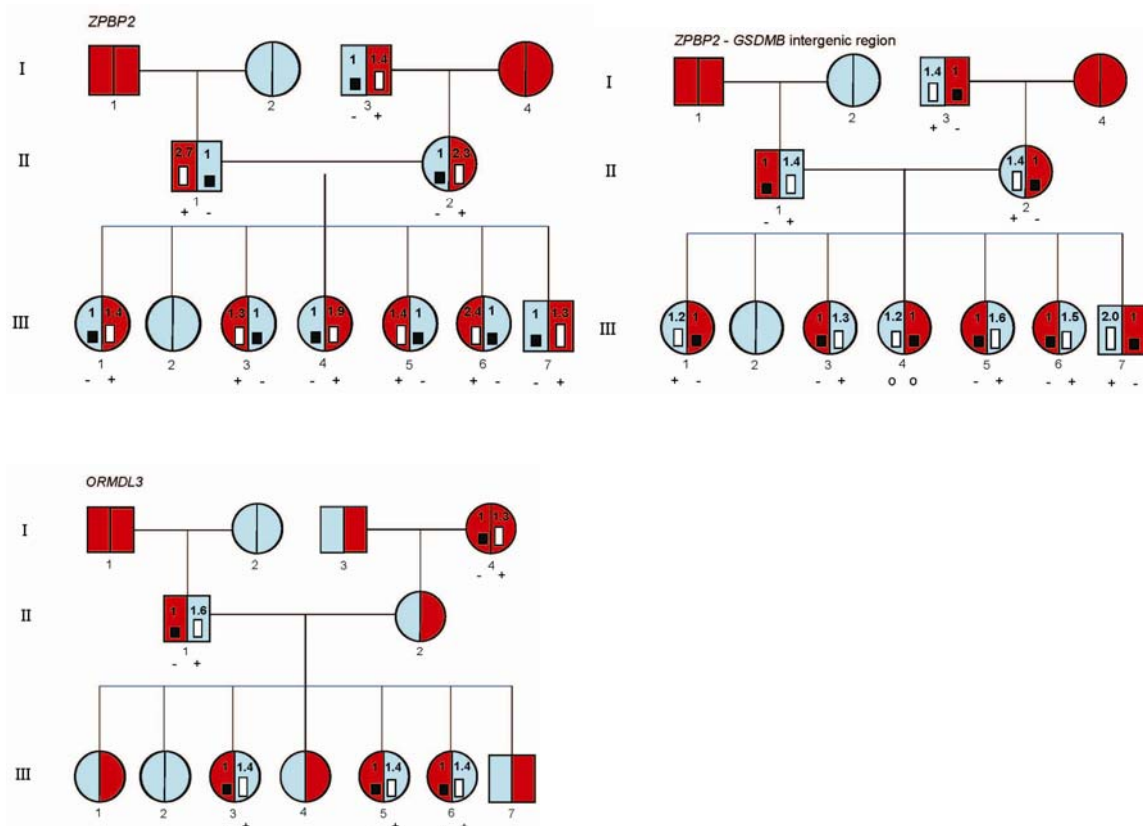 ZPBP2
I
1 1.4
1 2 3 4
- +
II
2.7 1 1 2.3
1 2
+ - - +
III
1 1.4 1.3 1 1 1.9 1.4 1 2.4 1 1 1.3
1 2 3 4 5 6 7
- + + - - + + - + - - +
ZPBP2 - GSDMB intergenic region
I
1.4 1
1 2 3 4
+ -
II
1 1.4 1.4 1
1 2
- + + -
III
1.2 1 1 1.3 1.2 1 1 1.6 1 1.5 2.0 1
1 2 3 4 5 6 7
+ - - + o o - + - + + -
ORMDL3
I
1 1.3
1 2 3 4
- +
II
1 1.6
1 2
- +
III
1 1.4 1 1.4 1 1.4
1 2 3 4 5 6 7
+ + +